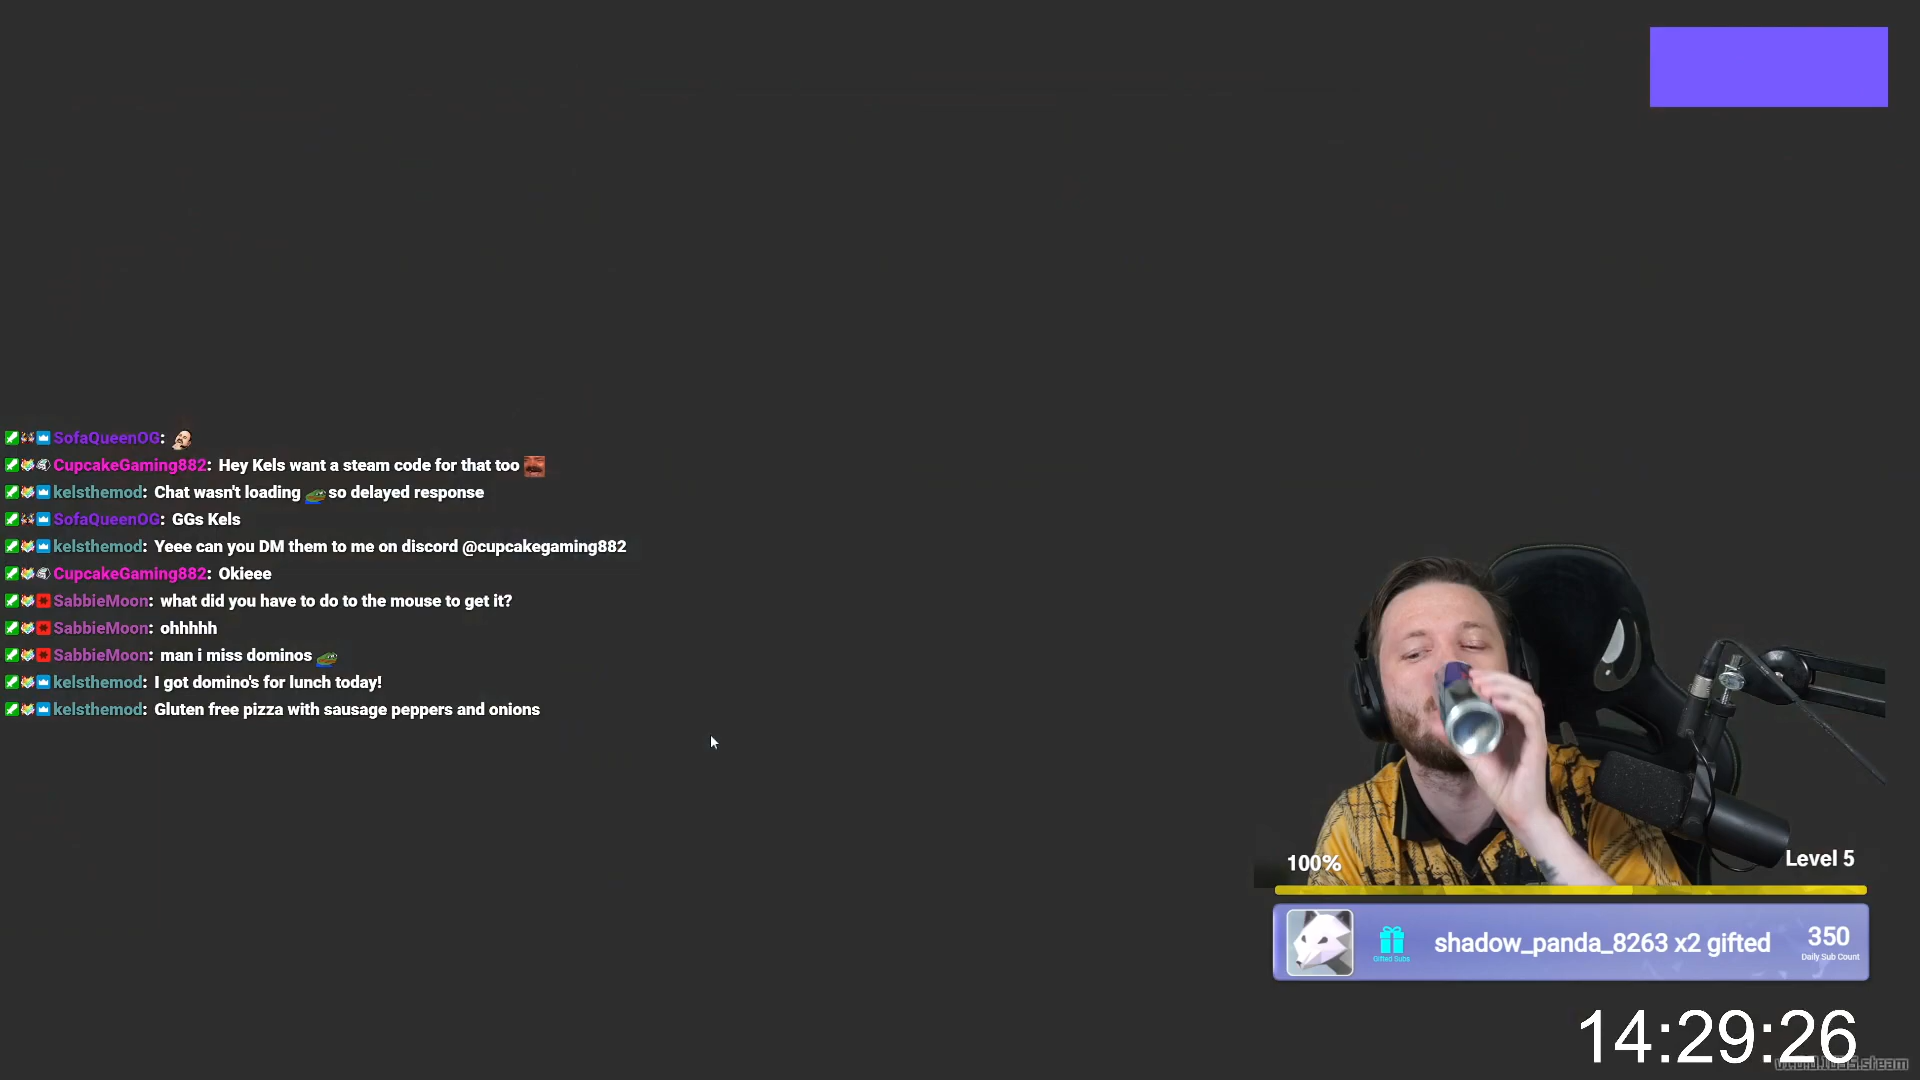 SofaQueenOG:
CupcakeGaming882: Hey Kels want a steam code for that too
kelsthemod: Chat wasn't loading so delayed response
SofaQueenOG: GGs Kels
kelsthemod: Yeee can you DM them to me on discord @cupcakegaming882
CupcakeGaming882: Okieee
SabbieMoon: what did you have to do to the mouse to get it?
SabbieMoon: ohhhhh
SabbieMoon: man i miss dominos
kelsthemod: I got domino's for lunch today!
kelsthemod: Gluten free pizza with sausage peppers and onions
100%
Level 5
shadow_panda_8263 x2 gifted
Gifted Subs
350
Daily Sub Count
14:29:26